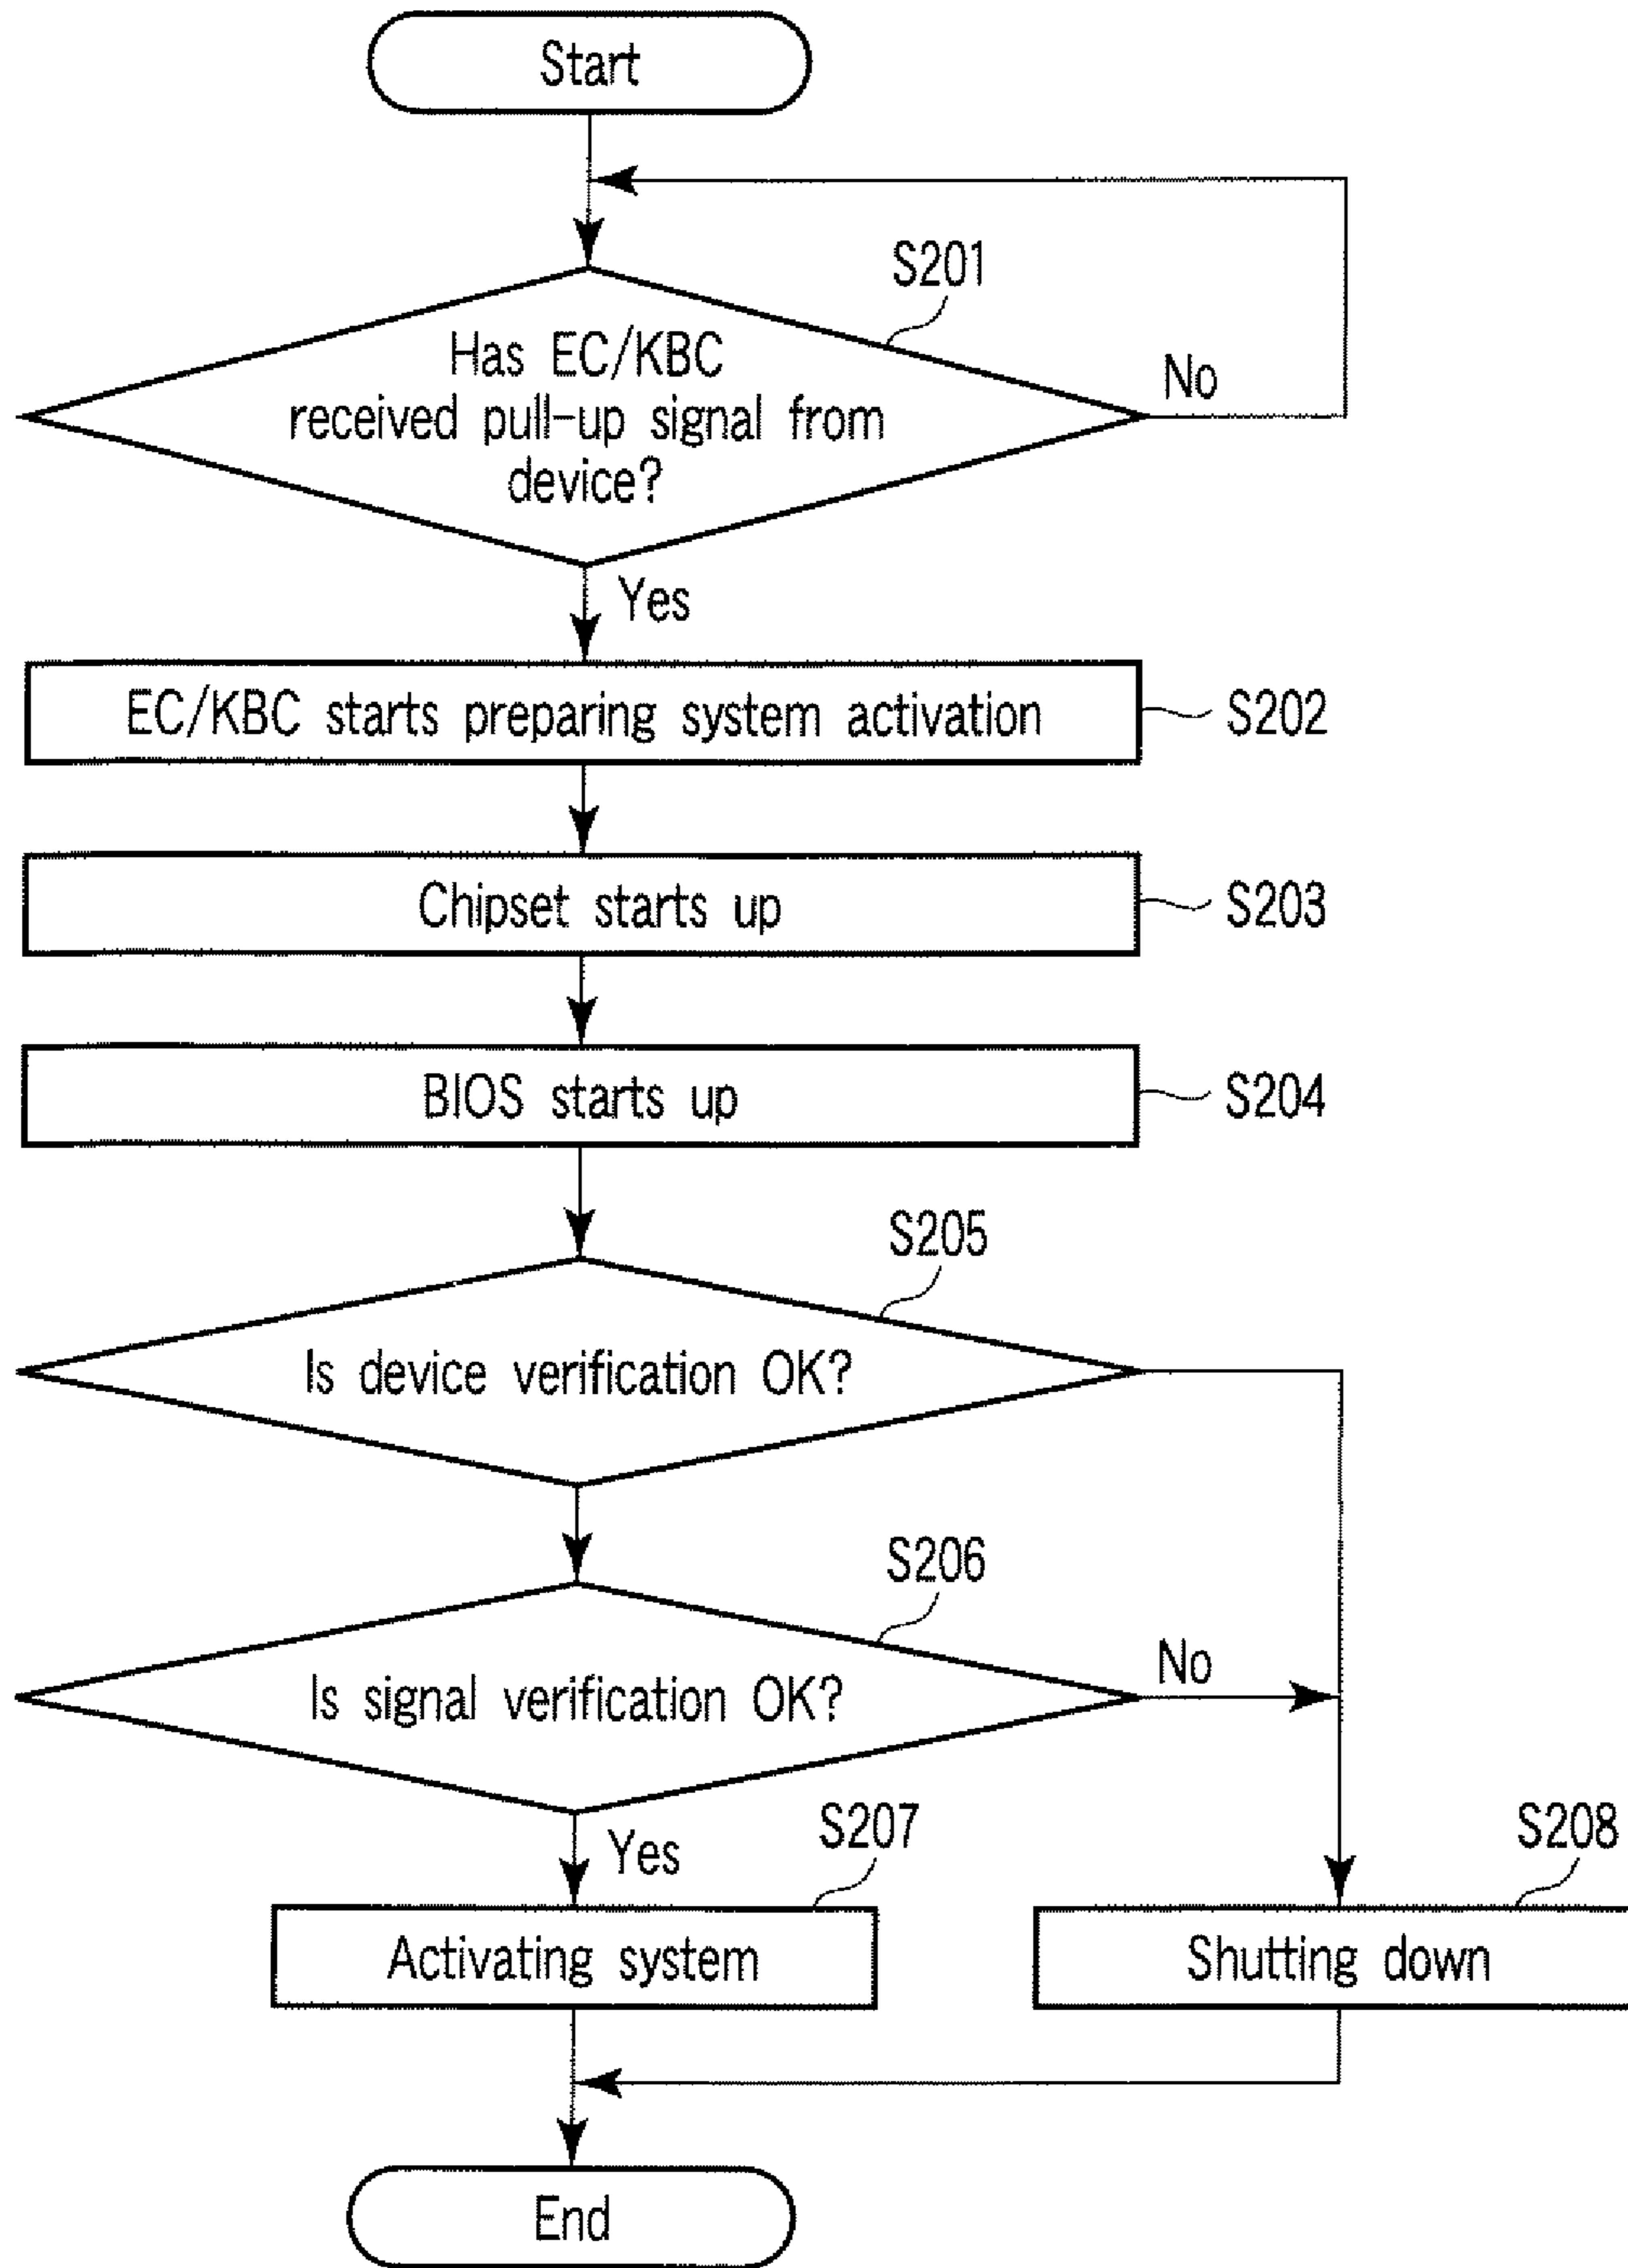 Start
S201
Has EC/KBC
received pull-up signal from
device?
No
Yes
EC/KBC starts preparing system activation
S202
Chipset starts up
S203
BIOS starts up
S204
S205
Is device verification OK?
S206
Is signal verification OK?
No
Yes
S207
S208
Activating system
Shutting down
End